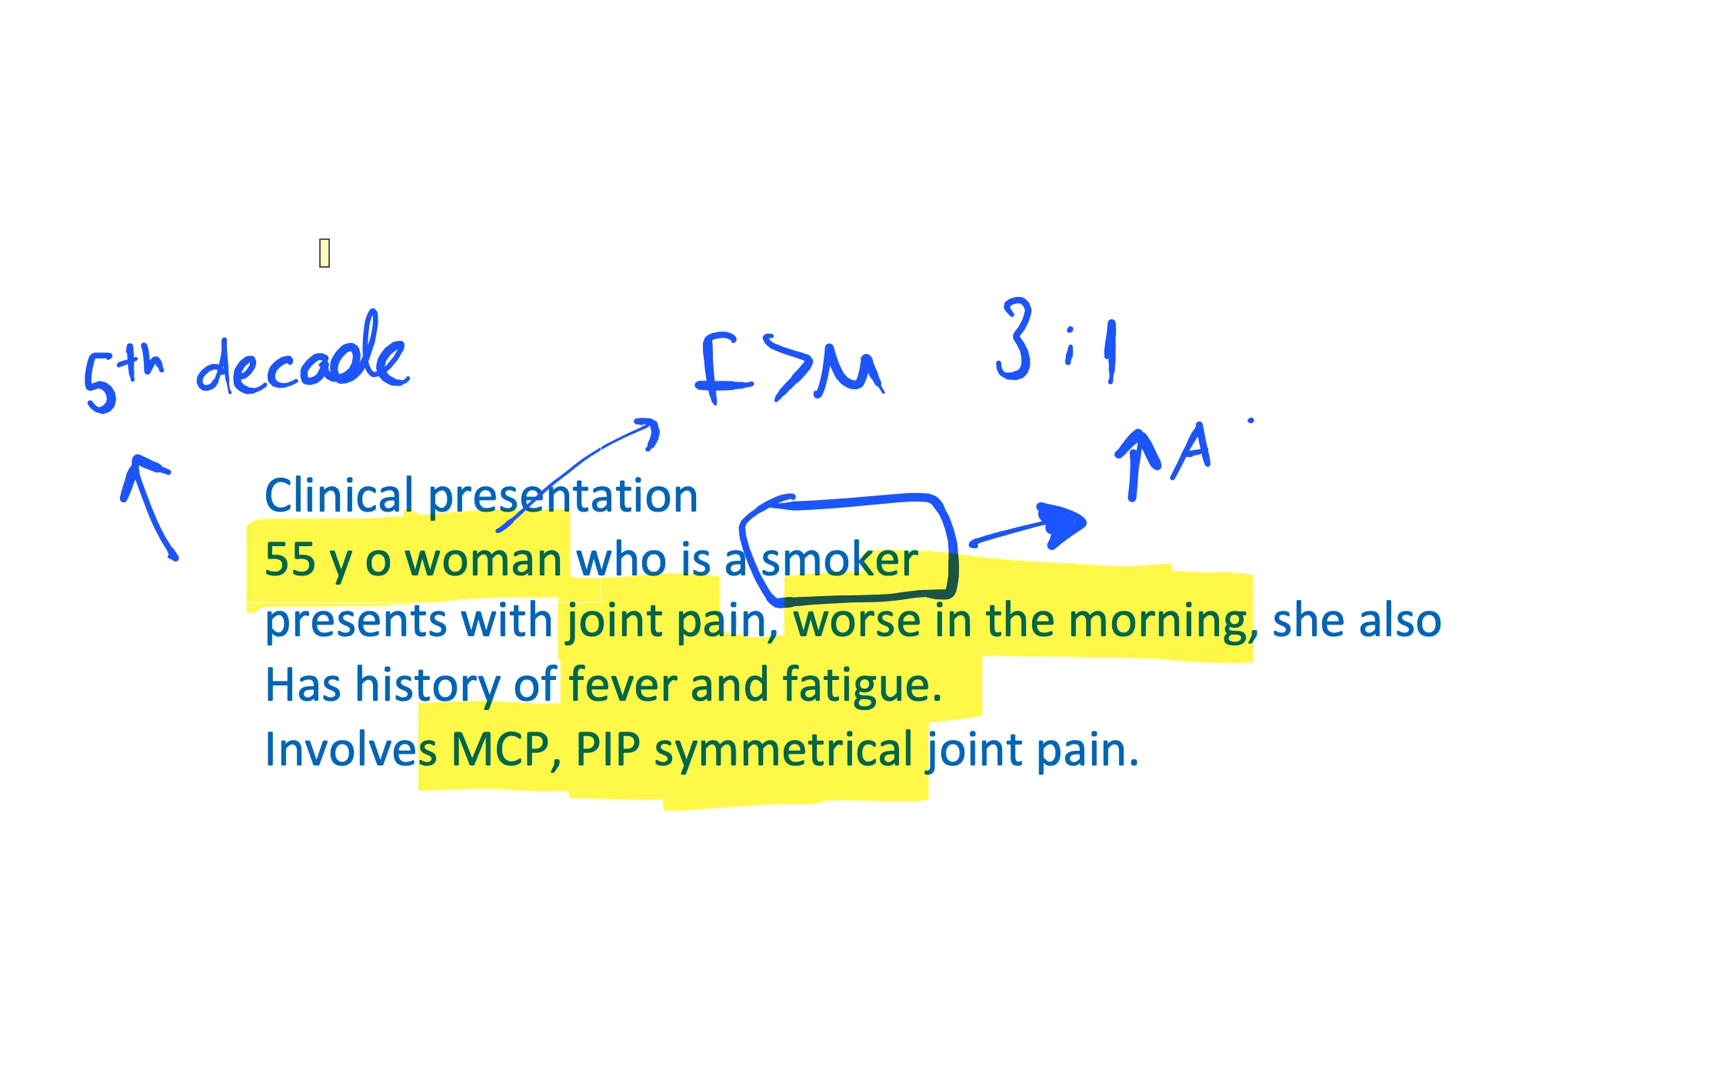 5th decade
F>M
3:1
↑A
Clinical presentation
55 y o woman who is a smoker
presents with joint pain, worse in the morning, she also
Has history of fever and fatigue.
Involves MCP, PIP symmetrical joint pain.